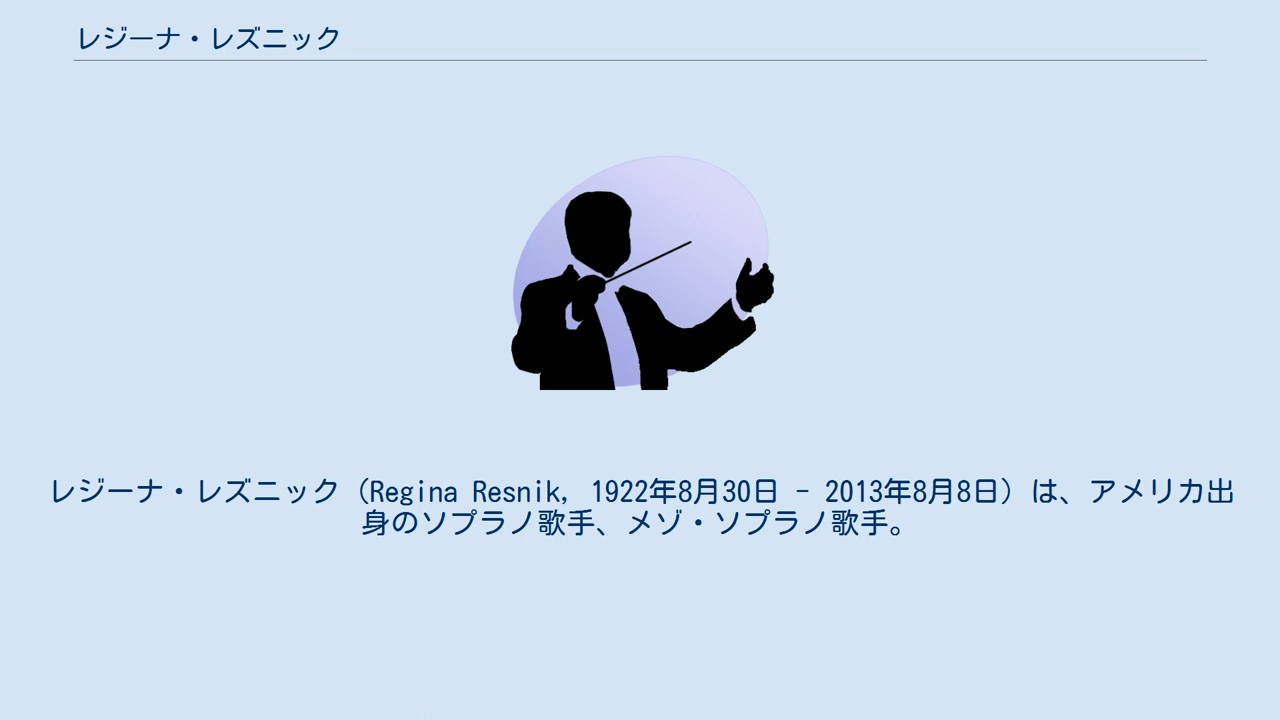 レジーナ・レズニック
レジーナ・レズニック（Regina Resnik, 1922年8月30日 - 2013年8月8日）は、アメリカ出
身のソプラノ歌手、メゾ・ソプラノ歌手。